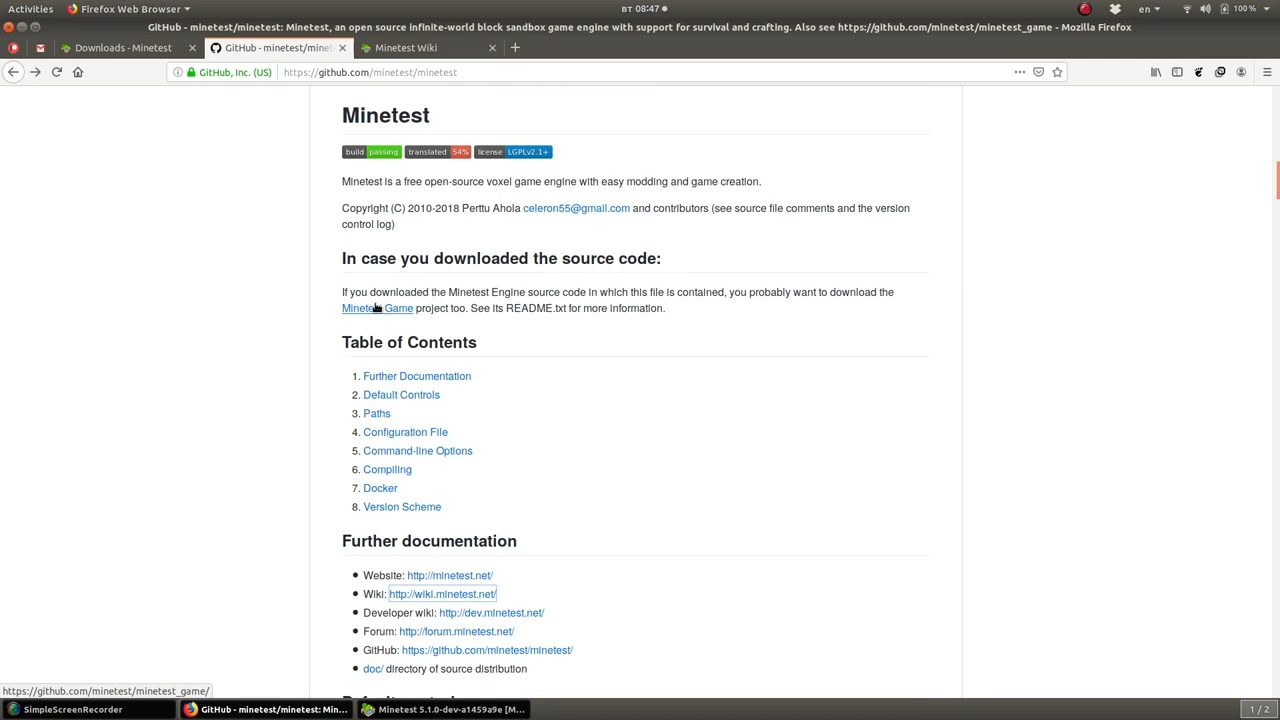 Activities Firefox Web Browser вт 08:47 en 100 %
GitHub - minetest/minetest: Minetest, an open source infinite-world block sandbox game engine with support for survival and crafting. Also see https://github.com/minetest/minetest_game/ - Mozilla Firefox
Downloads - Minetest GitHub - minetest/minet Minetest Wiki
GitHub, Inc. (US) https://github.com/minetest/minetest
Minetest
build passing translated 54% license LGPLv2.1+
Minetest is a free open-source voxel game engine with easy modding and game creation.
Copyright (C) 2010-2018 Perttu Ahola celeron55@gmail.com and contributors (see source file comments and the version
control log)
In case you downloaded the source code:
If you downloaded the Minetest Engine source code in which this file is contained, you probably want to download the
Minetest Game project too. See its README.txt for more information.
Table of Contents
1. Further Documentation
2. Default Controls
3. Paths
4. Configuration File
5. Command-line Options
6. Compiling
7. Docker
8. Version Scheme
Further documentation
Website: http://minetest.net/
Wiki: http://wiki.minetest.net/
Developer wiki: http://dev.minetest.net/
Forum: http://forum.minetest.net/
GitHub: https://github.com/minetest/minetest/
doc/ directory of source distribution
https://github.com/minetest/minetest_game/
SimpleScreenRecorder GitHub - minetest/minetest: Min... Minetest 5.1.0-dev-a1459a9e [M... 1 / 2